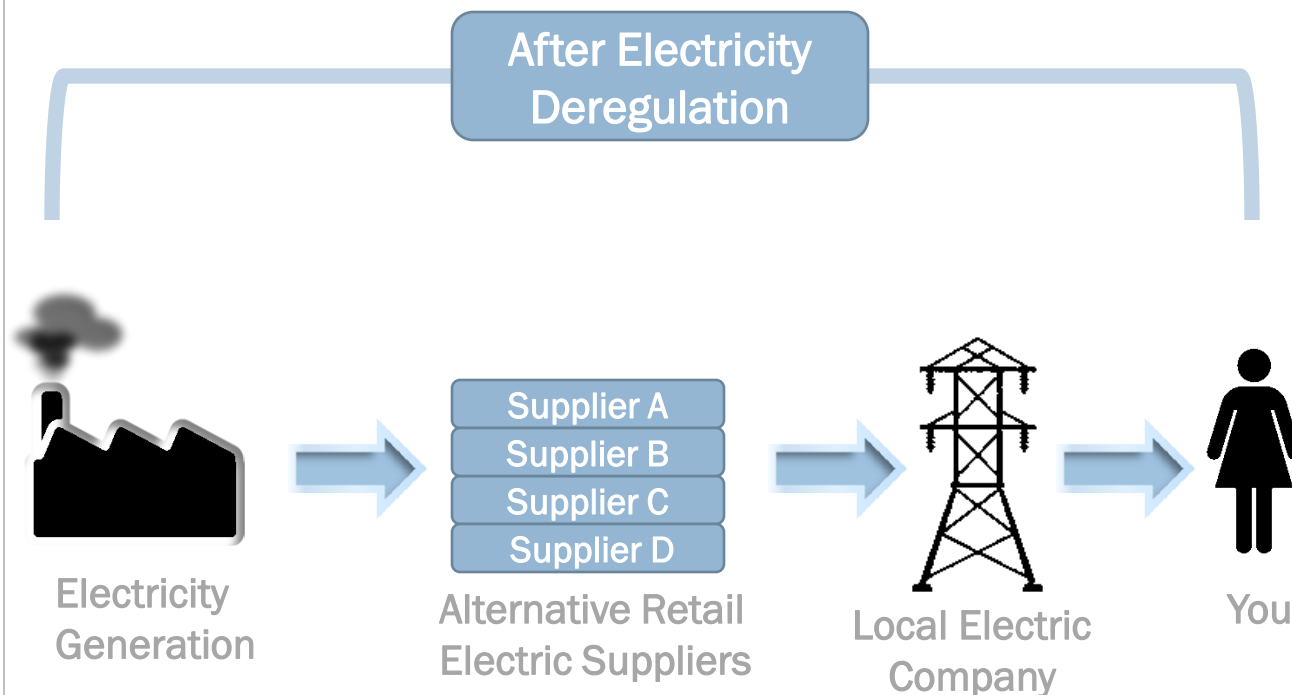 After Electricity
Deregulation
Supplier A
Supplier B
Supplier C
Supplier D
Electricity
Generation
Alternative Retail
Electric Suppliers
Local Electric
Company
You